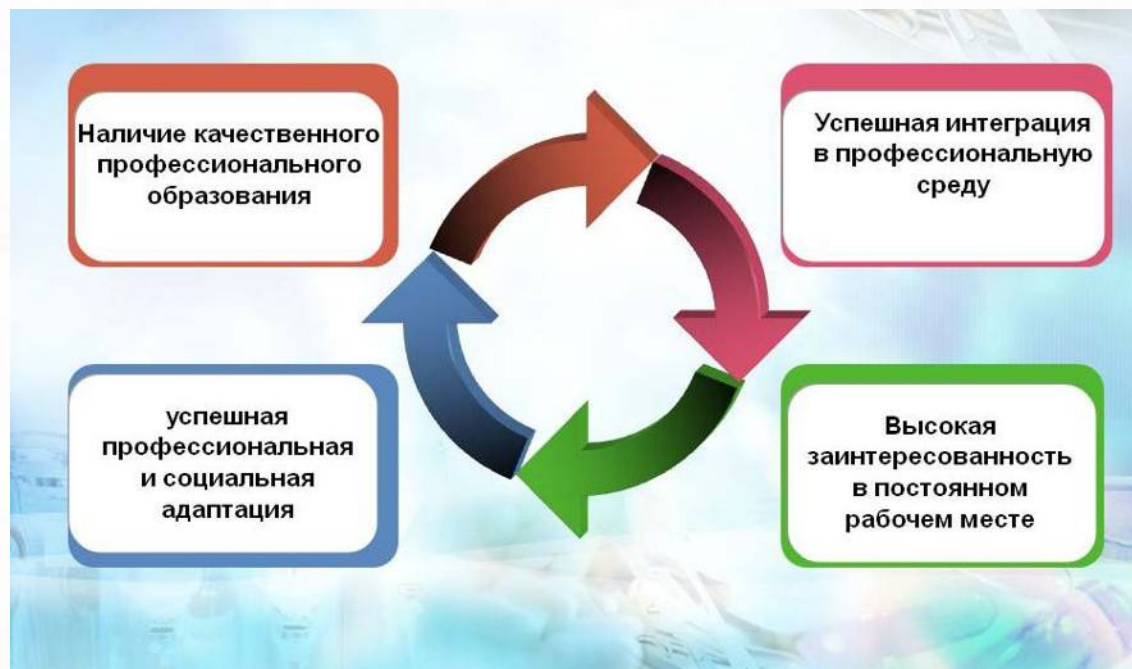 Наличие качественного
профессионального
образования
Успешная интеграция
в профессиональную
среду
успешная
профессиональная
и социальная
адаптация
Высокая
заинтересованность
в постоянном
рабочем месте